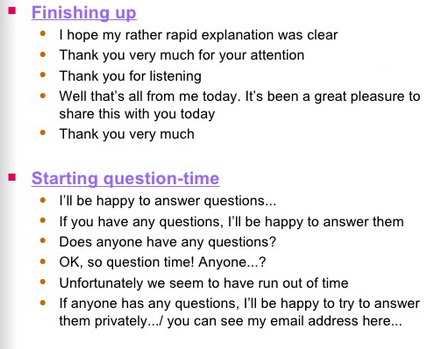 Finishing up
I hope my rather rapid explanation was clear
Thank you very much for your attention
Thank you for listening
Well that's all from me today. It's been a great pleasure to
share this with you today
Thank you very much
Starting question-time
I'll be happy to answer questions...
If you have any questions, I'll be happy to answer them
Does anyone have any questions?
OK, so question time! Anyone...?
Unfortunately we seem to have run out of time
If anyone has any questions, I'll be happy to try to answer
them privately.../ you can see my email address here...